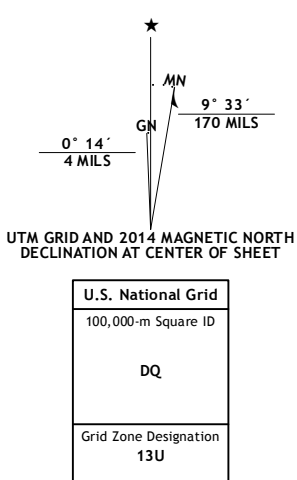 ★
MN
GN
9° 33´
170 MILS
0° 14´
4 MILS
UTM GRID AND 2014 MAGNETIC NORTH
DECLINATION AT CENTER OF SHEET
U.S. National Grid
100,000-m Square ID
DQ
Grid Zone Designation
13U